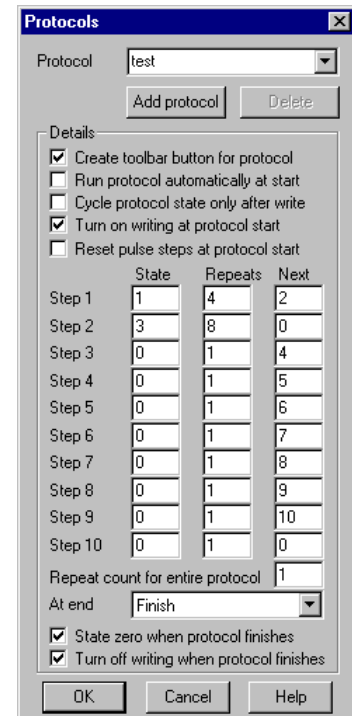 Protocols
Protocol test
Add protocol Delete
Details
Create toolbar button for protocol
Run protocol automatically at start
Cycle protocol state only after write
Turn on writing at protocol start
Reset pulse steps at protocol start
State Repeats Next
Step 1 1 4 2
Step 2 3 8 0
Step 3 0 1 4
Step 4 0 1 5
Step 5 0 1 6
Step 6 0 1 7
Step 7 0 1 8
Step 8 0 1 9
Step 9 0 1 10
Step 10 0 1 0
Repeat count for entire protocol 1
At end Finish
State zero when protocol finishes
Turn off writing when protocol finishes
OK Cancel Help